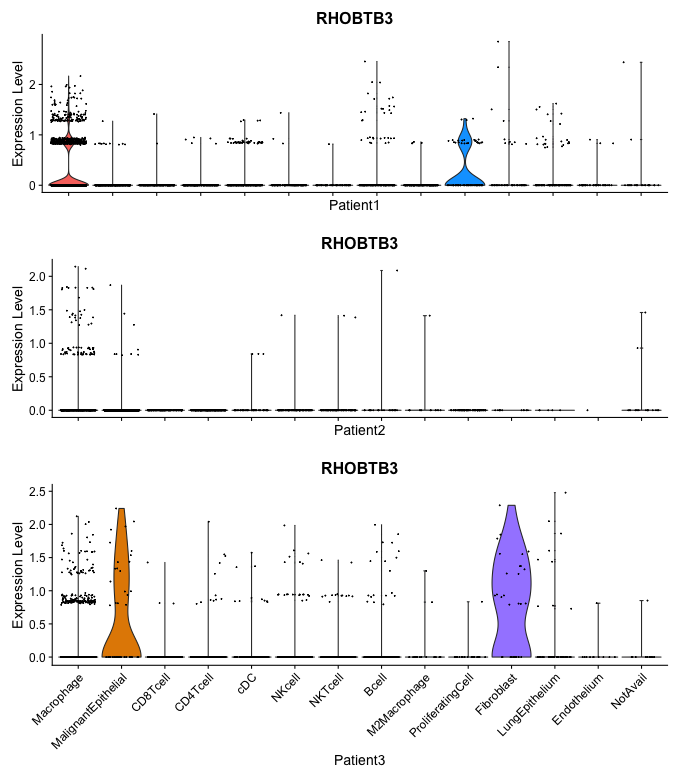 RHOBTB3
Expression Level
2
1
0
Patient1
RHOBTB3
Expression Level
2.0
1.5
1.0
0.5
0.0
Patient2
RHOBTB3
Expression Level
2.5
2.0
1.5
1.0
0.5
0.0
Macrophage
MalignantEpithelial
CD8Tcell
CD4Tcell
cDC
NKcell
NKTcell
Bcell
M2Macrophage
ProliferatingCell
Fibroblast
LungEpithelium
Endothelium
NotAvail
Patient3